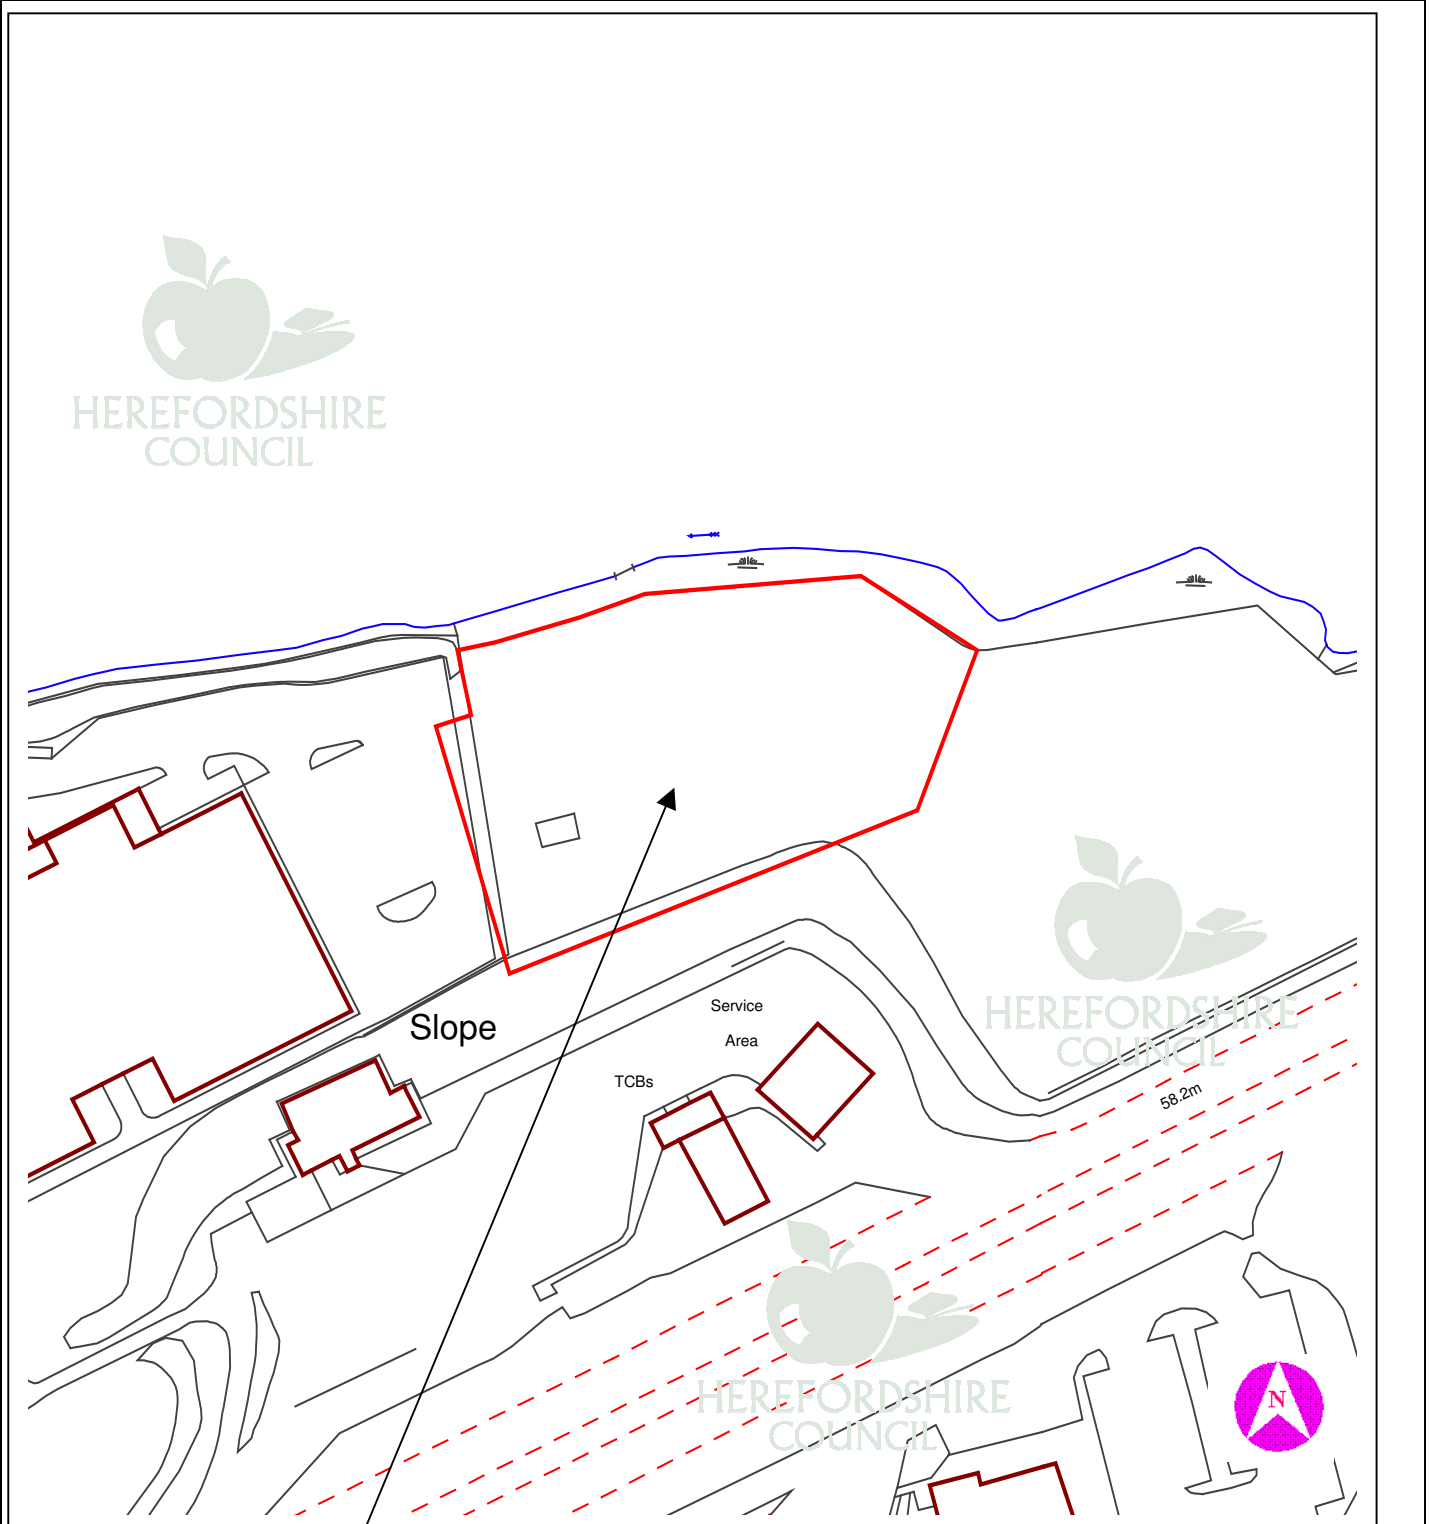 HEREFORDSHIRE
COUNCIL
Service
Area
Slope
TCBs
HEREFORDSHIRE
COUNCIL
58.2m
HEREFORDSHIRE
COUNCIL
N